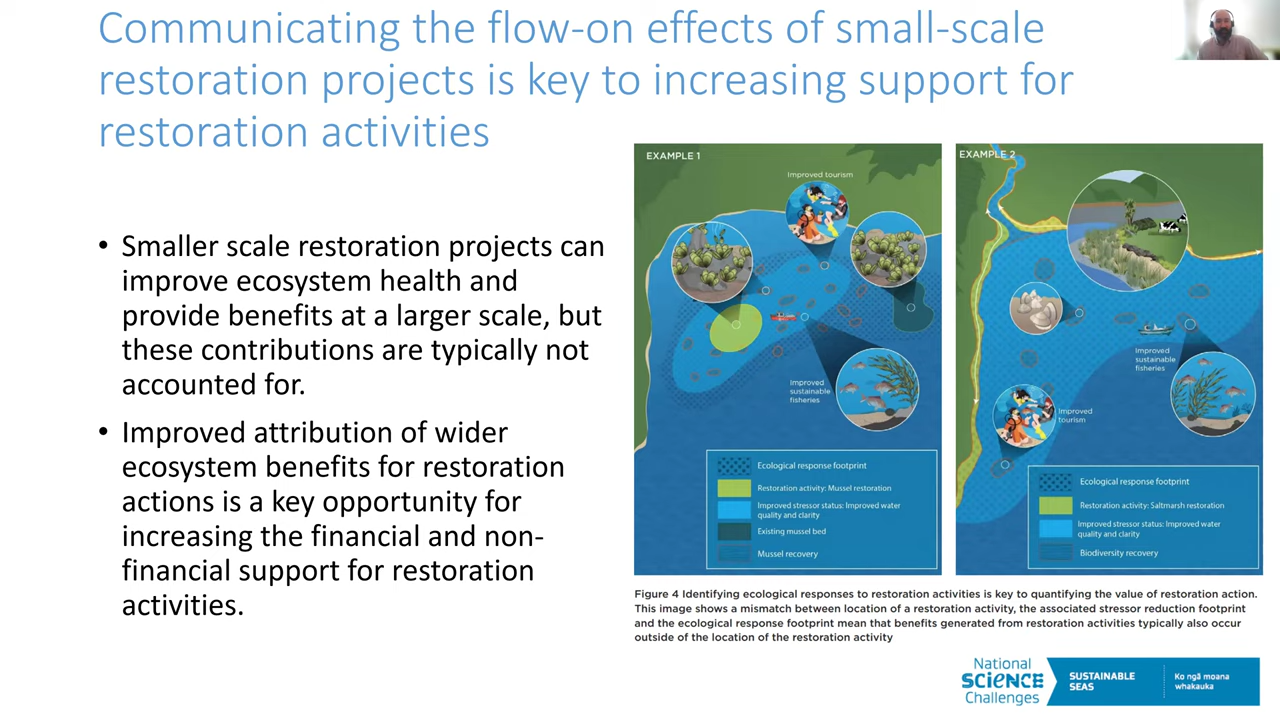 Communicating the flow-on effects of small-scale
restoration projects is key to increasing support for
restoration activities
• Smaller scale restoration projects can
improve ecosystem health and
provide benefits at a larger scale, but
these contributions are typically not
accounted for.
• Improved attribution of wider
ecosystem benefits for restoration
actions is a key opportunity for
increasing the financial and non-
financial support for restoration
activities.
EXAMPLE 1
Improved tourism
Improved
sustainable
fisheries
Ecological response footprint
Restoration activity: Mussel restoration
Improved stressor status: Improved water
quality and clarity
Existing mussel bed
Mussel recovery
EXAMPLE 2
Improved
sustainable
fisheries
Improved
tourism
Ecological response footprint
Restoration activity: Saltmarsh restoration
Improved stressor status: Improved water
quality and clarity
Biodiversity recovery
Figure 4 Identifying ecological responses to restoration activities is key to quantifying the value of restoration action.
This image shows a mismatch between location of a restoration activity, the associated stressor reduction footprint
and the ecological response footprint mean that benefits generated from restoration activities typically also occur
outside of the location of the restoration activity
National
SCiENCE
Challenges
SUSTAINABLE
SEAS
Ko ngā moana
whakauka